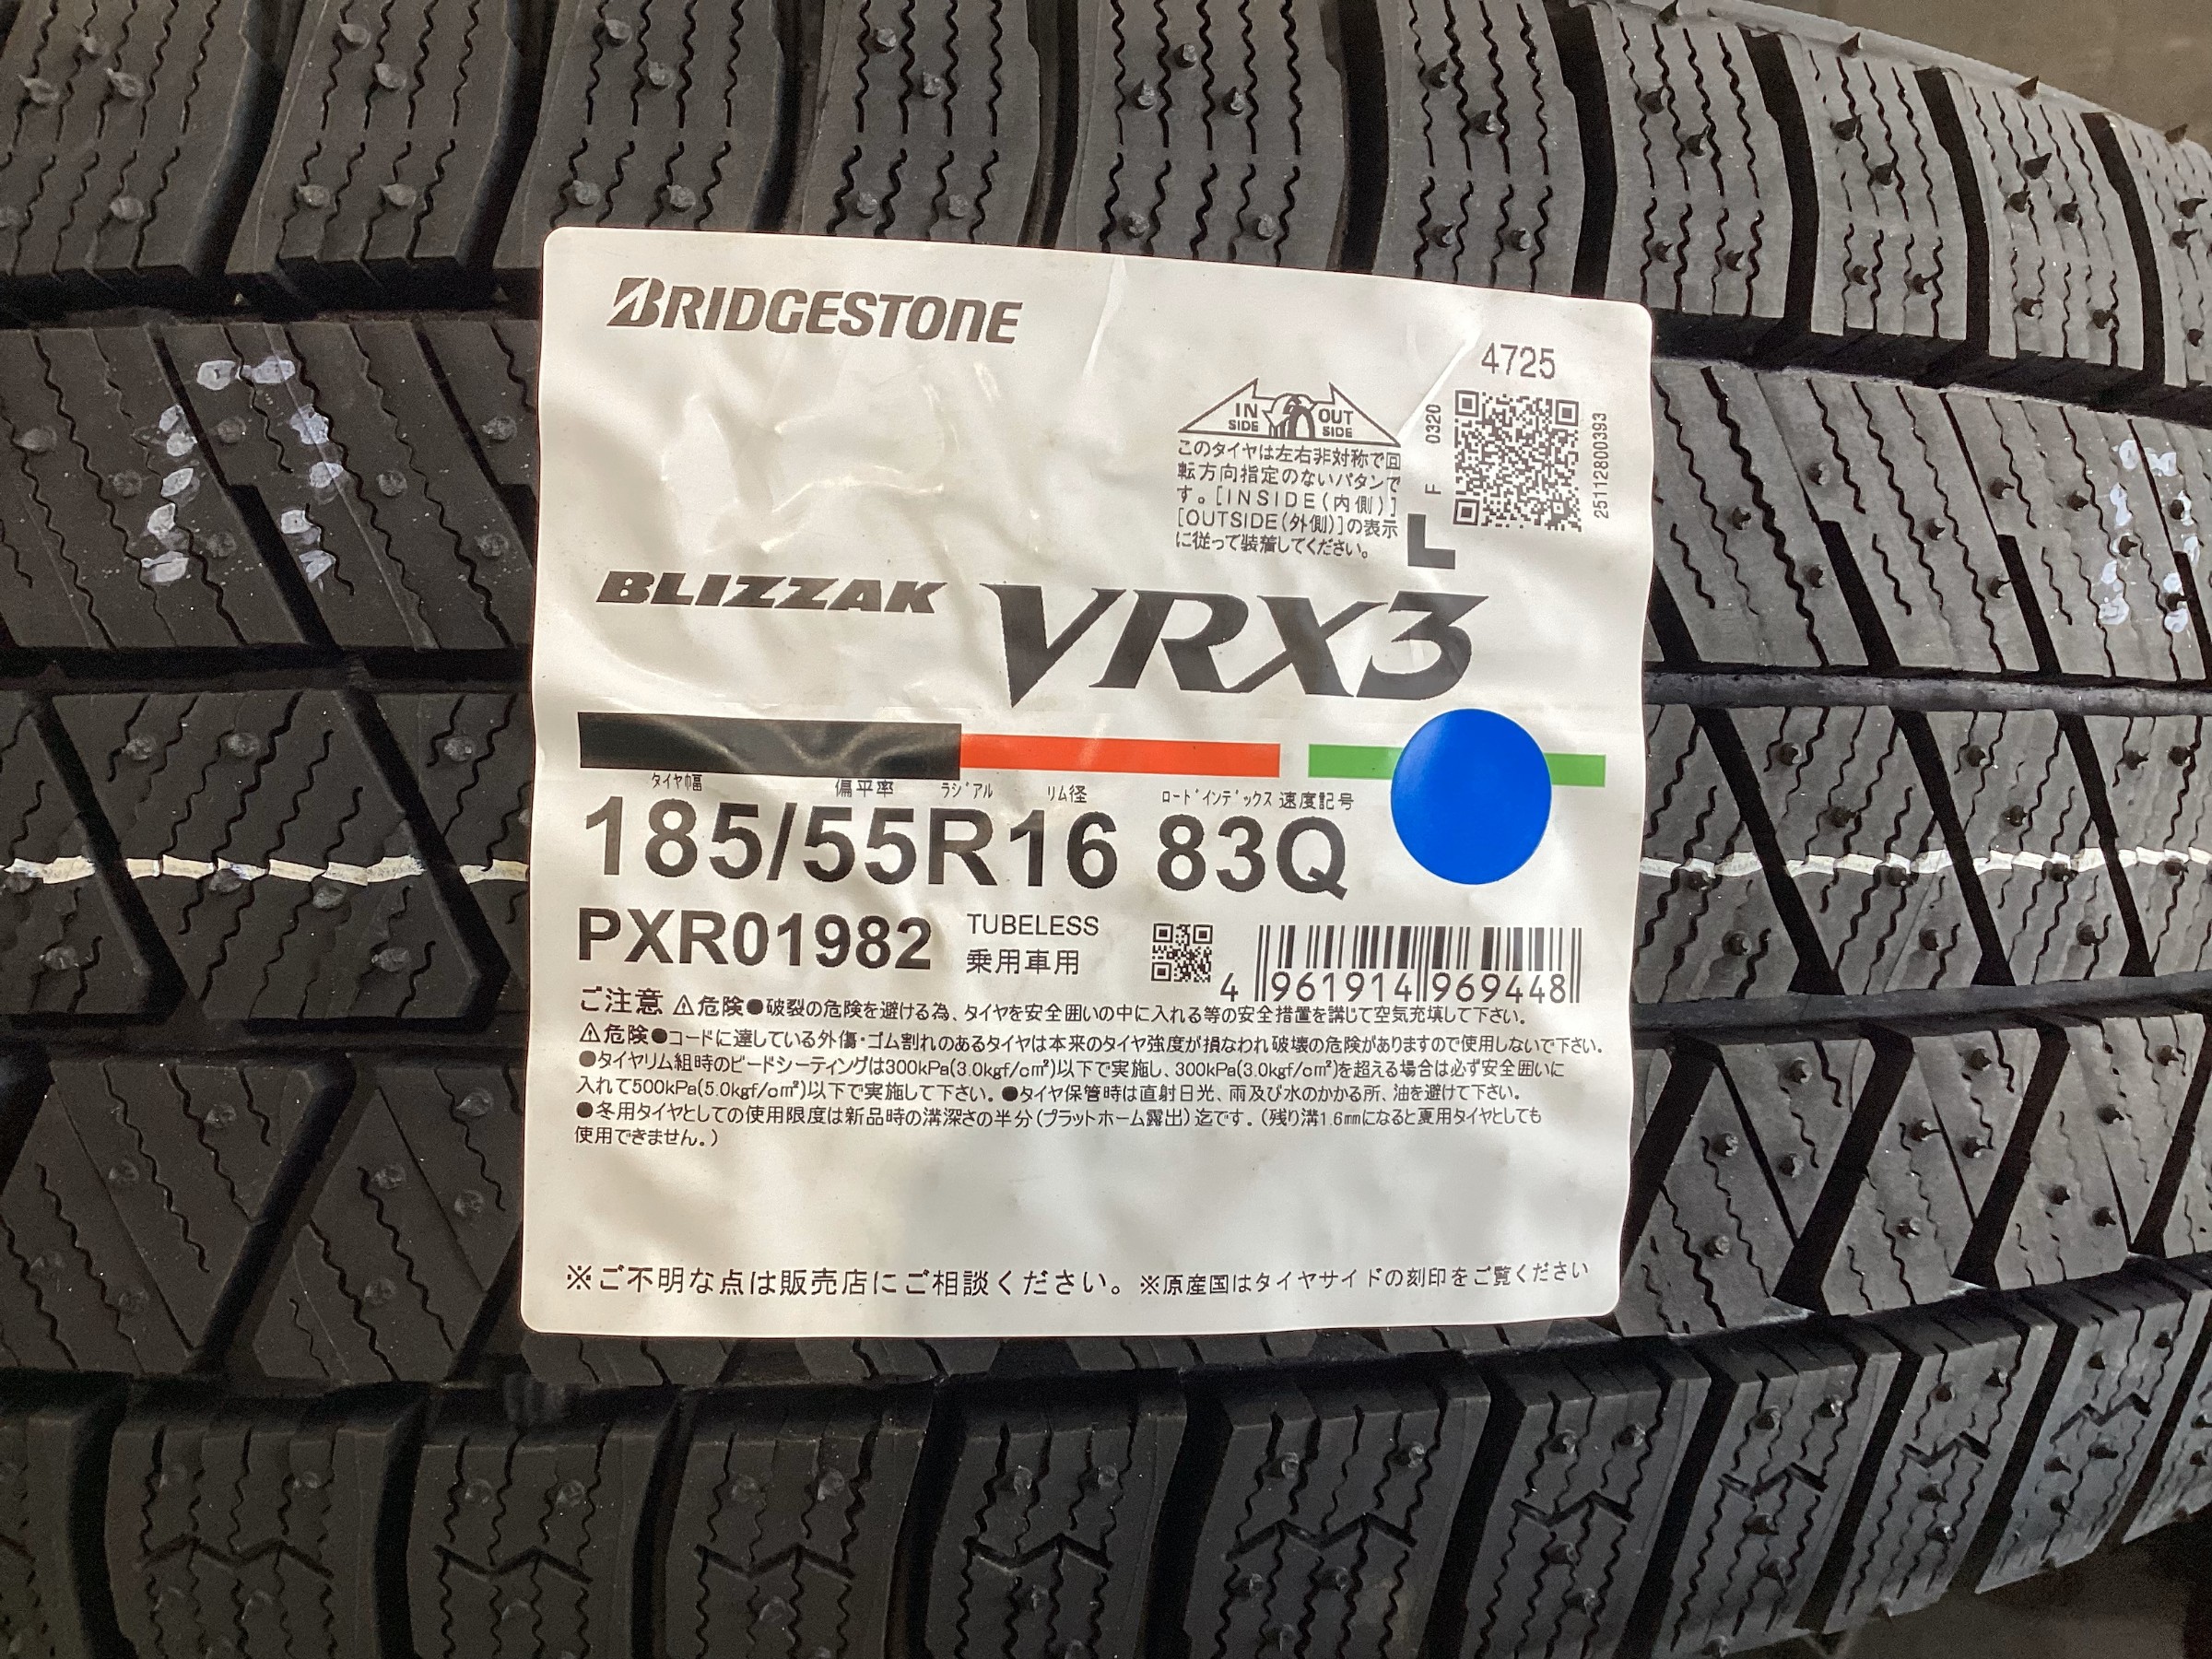 BRIDGESTONE
4725
IN SIDE
OUT SIDE
このタイヤは左右非対称で回
転方向指定のないパタンで
す。[INSIDE(内側)]
[OUTSIDE(外側)]の表示
に従って装着してください。
F 0320
L
25112800393
BLIZZAK VRX3
タイヤ巾幅 偏平率 ラジアル リム径 ロードインデックス 速度記号
185/55R16 83Q
PXR01982
TUBELESS
乗用車用
4 961914 969448
ご注意 ⚠危険●破裂の危険を避ける為、タイヤを安全囲いの中に入れる等の安全措置を講じて空気充填して下さい。
⚠危険●コードに達している外傷・ゴム割れのあるタイヤは本来のタイヤ強度が損なわれ破壊の危険がありますので使用しないで下さい。
●タイヤリム組時のビードシーティングは300kPa(3.0kgf/cm²)以下で実施し、300kPa(3.0kgf/cm²)を超える場合は必ず安全囲いに
入れて500kPa(5.0kgf/cm²)以下で実施して下さい。●タイヤ保管時は直射日光、雨及び水のかかる所、油を避けて下さい。
●冬用タイヤとしての使用限度は新品時の溝深さの半分(プラットホーム露出)迄です。(残り溝1.6mmになると夏用タイヤとしても
使用できません。)
※ご不明な点は販売店にご相談ください。※原産国はタイヤサイドの刻印をご覧ください